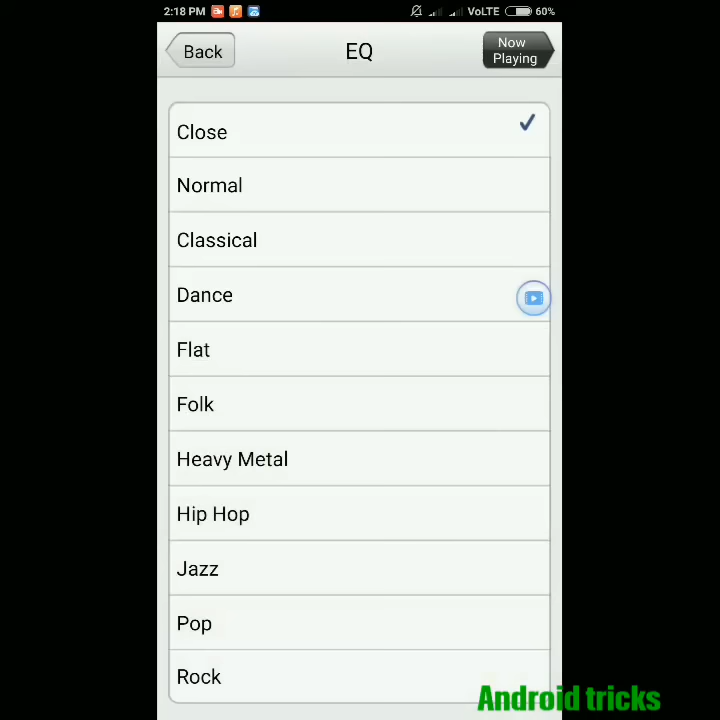 2:18 PM VoLTE 60%
Back EQ Now Playing
Close
Normal
Classical
Dance
Flat
Folk
Heavy Metal
Hip Hop
Jazz
Pop
Rock
Android tricks